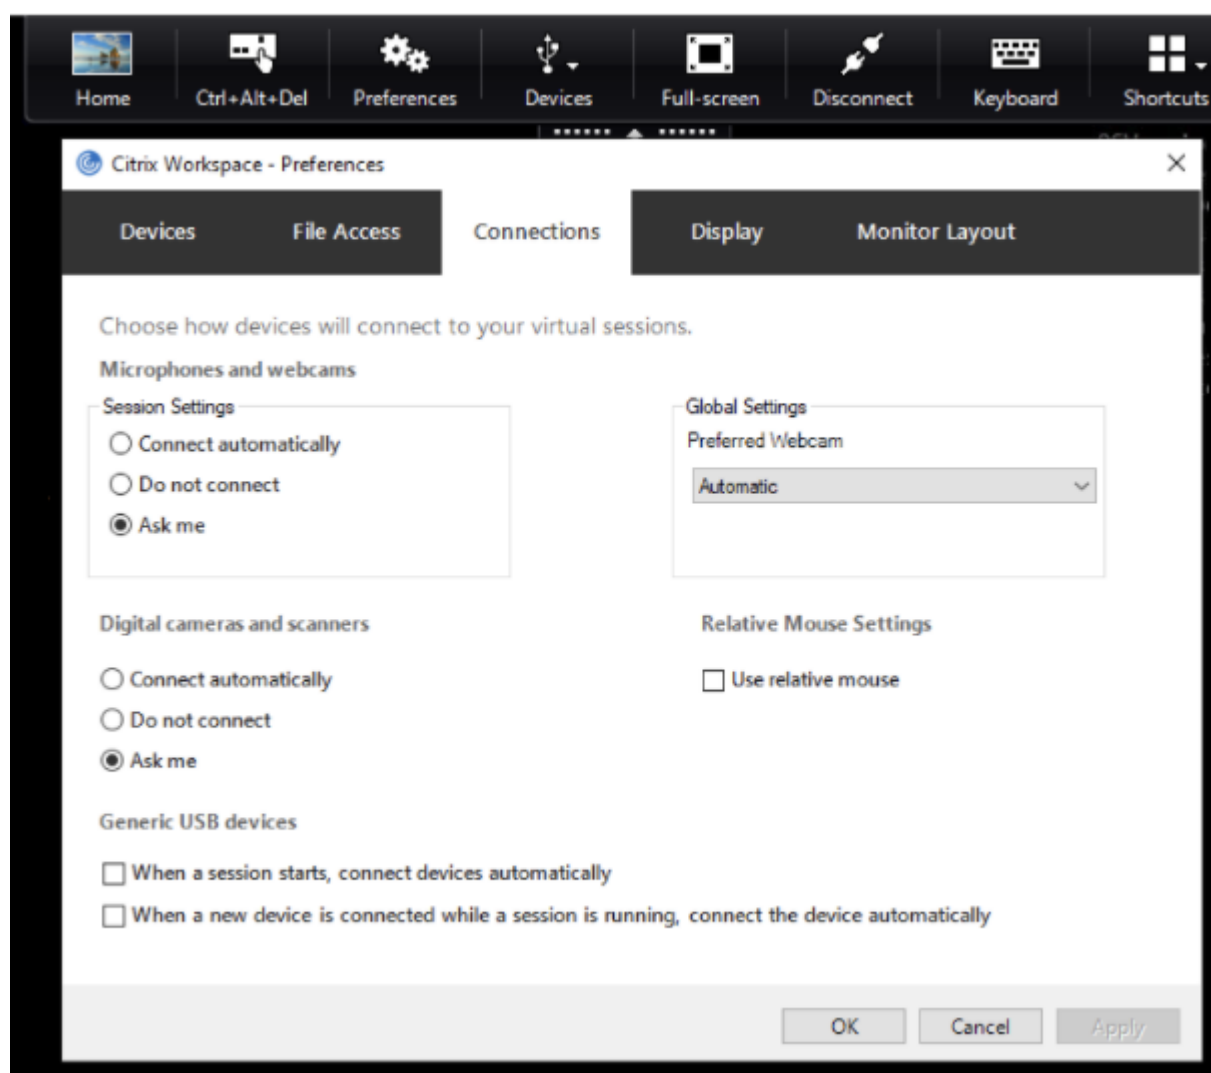 Home Ctrl+Alt+Del Preferences Devices Full-screen Disconnect Keyboard Shortcuts
Citrix Workspace - Preferences
Devices File Access Connections Display Monitor Layout
Choose how devices will connect to your virtual sessions.
Microphones and webcams
Session Settings
Connect automatically
Do not connect
Ask me
Global Settings
Preferred Webcam
Automatic
Digital cameras and scanners
Connect automatically
Do not connect
Ask me
Relative Mouse Settings
Use relative mouse
Generic USB devices
When a session starts, connect devices automatically
When a new device is connected while a session is running, connect the device automatically
OK Cancel Apply